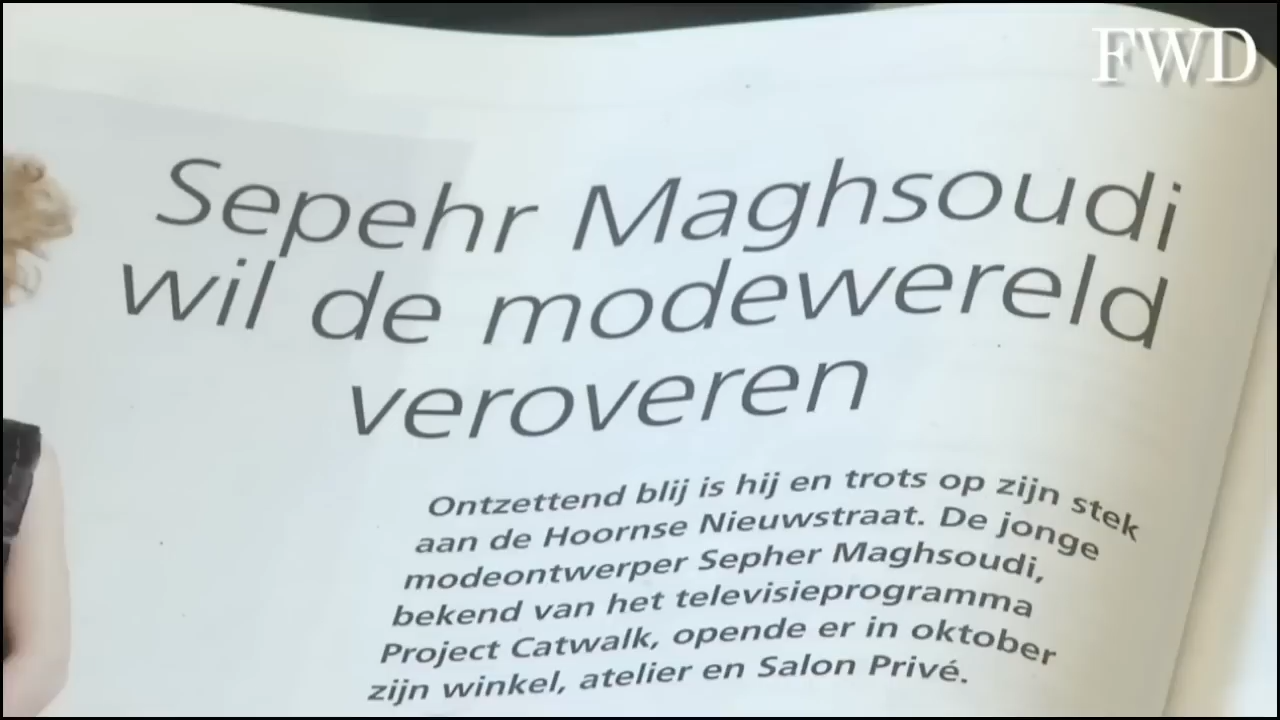 FWD
Sepehr Maghsoudi
wil de modewereld
veroveren
Ontzettend blij is hij en trots op zijn stek
aan de Hoornse Nieuwstraat. De jonge
modeontwerper Sepher Maghsoudi,
bekend van het televisieprogramma
Project Catwalk, opende er in oktober
zijn winkel, atelier en Salon Privé.